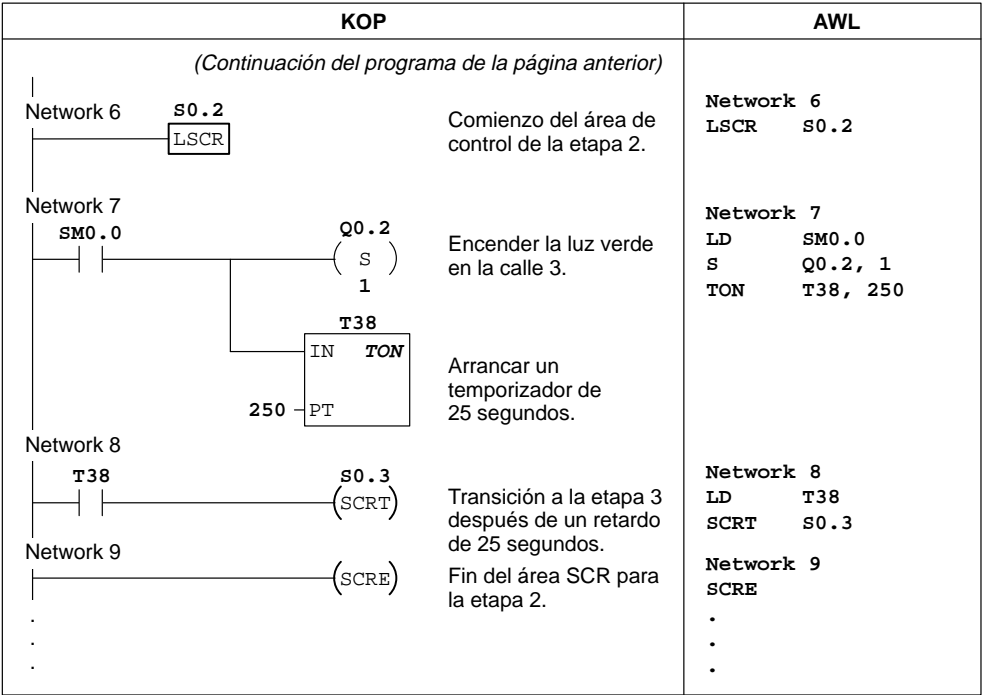 KOP
AWL
(Continuación del programa de la página anterior)
Network 6
S0.2
LSCR
Comienzo del área de
control de la etapa 2.
Network 6
LSCR S0.2
Network 7
SM0.0
Q0.2
S
1
Encender la luz verde
en la calle 3.
Network 7
LD SM0.0
S Q0.2, 1
TON T38, 250
T38
IN TON
250 PT
Arrancar un
temporizador de
25 segundos.
Network 8
T38
S0.3
SCRT
Transición a la etapa 3
después de un retardo
de 25 segundos.
Network 8
LD T38
SCRT S0.3
Network 9
SCRE
Fin del área SCR para
la etapa 2.
Network 9
SCRE
.
.
.
.
.
.